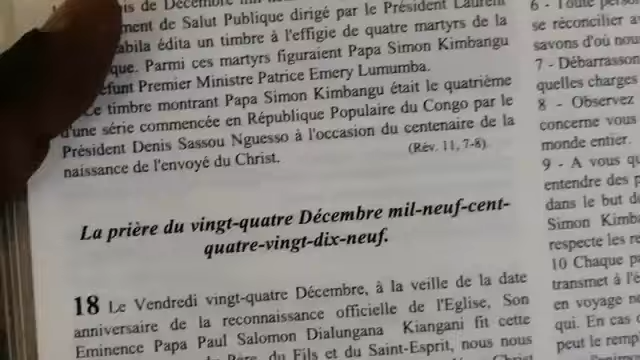 de Décembre
ment de Salut Publique dirigé par le Président Laurent
abila édita un timbre à l'effigie de quatre martyrs de la
que. Parmi ces martyrs figuraient Papa Simon Kimbangu
efunt Premier Ministre Patrice Emery Lumumba.
Ce timbre montrant Papa Simon Kimbangu était le quatrième
d'une série commencée en République Populaire du Congo par le
Président Denis Sassou Nguesso à l'occasion du centenaire de la
naissance de l'envoyé du Christ. (Rév. 11, 7-8).
La prière du vingt-quatre Décembre mil-neuf-cent-
quatre-vingt-dix-neuf.
18 Le Vendredi vingt-quatre Décembre, à la veille de la date
anniversaire de la reconnaissance officielle de l'Eglise, Son
Eminence Papa Paul Salomon Dialungana Kiangani fit cette
du Fils et du Saint-Esprit, nous nous
6 - Toute
se réconcilier
savons d'où nou
7 - Débarrasson
quelles charges
8 - Observez
concerne vous
monde entier.
9 - A vous qu
entendre des p
dans le but d
Simon Kimb
respecte les re
10 Chaque p
transmet à l'é
en voyage n
qui. En cas
peut le remp